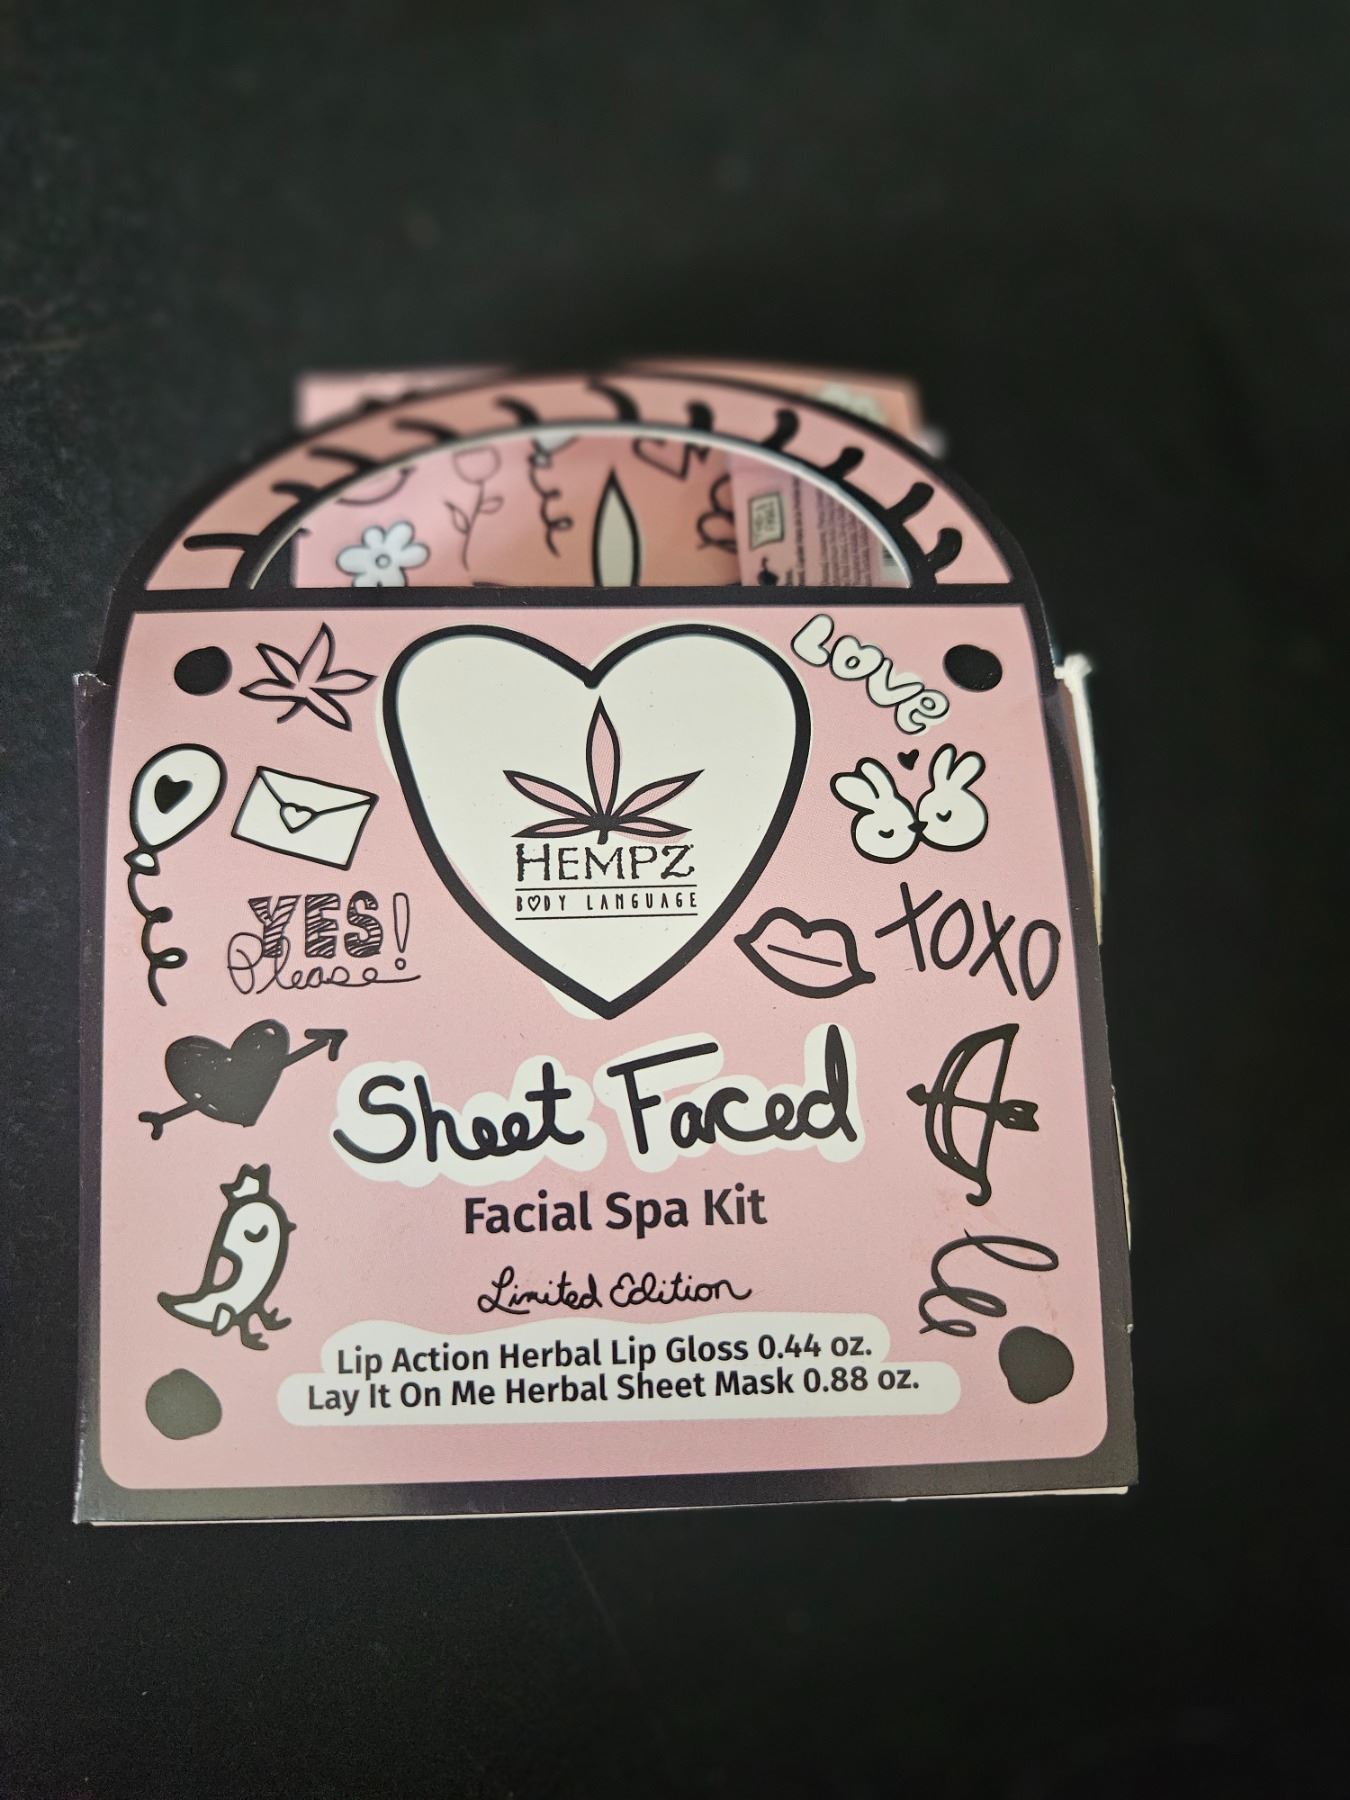 LOVE
HEMPZ
BODY LANGUAGE
YES!
Please
XOXO
Sheet Faced
Facial Spa Kit
Limited Edition
Lip Action Herbal Lip Gloss 0.44 oz.
Lay It On Me Herbal Sheet Mask 0.88 oz.